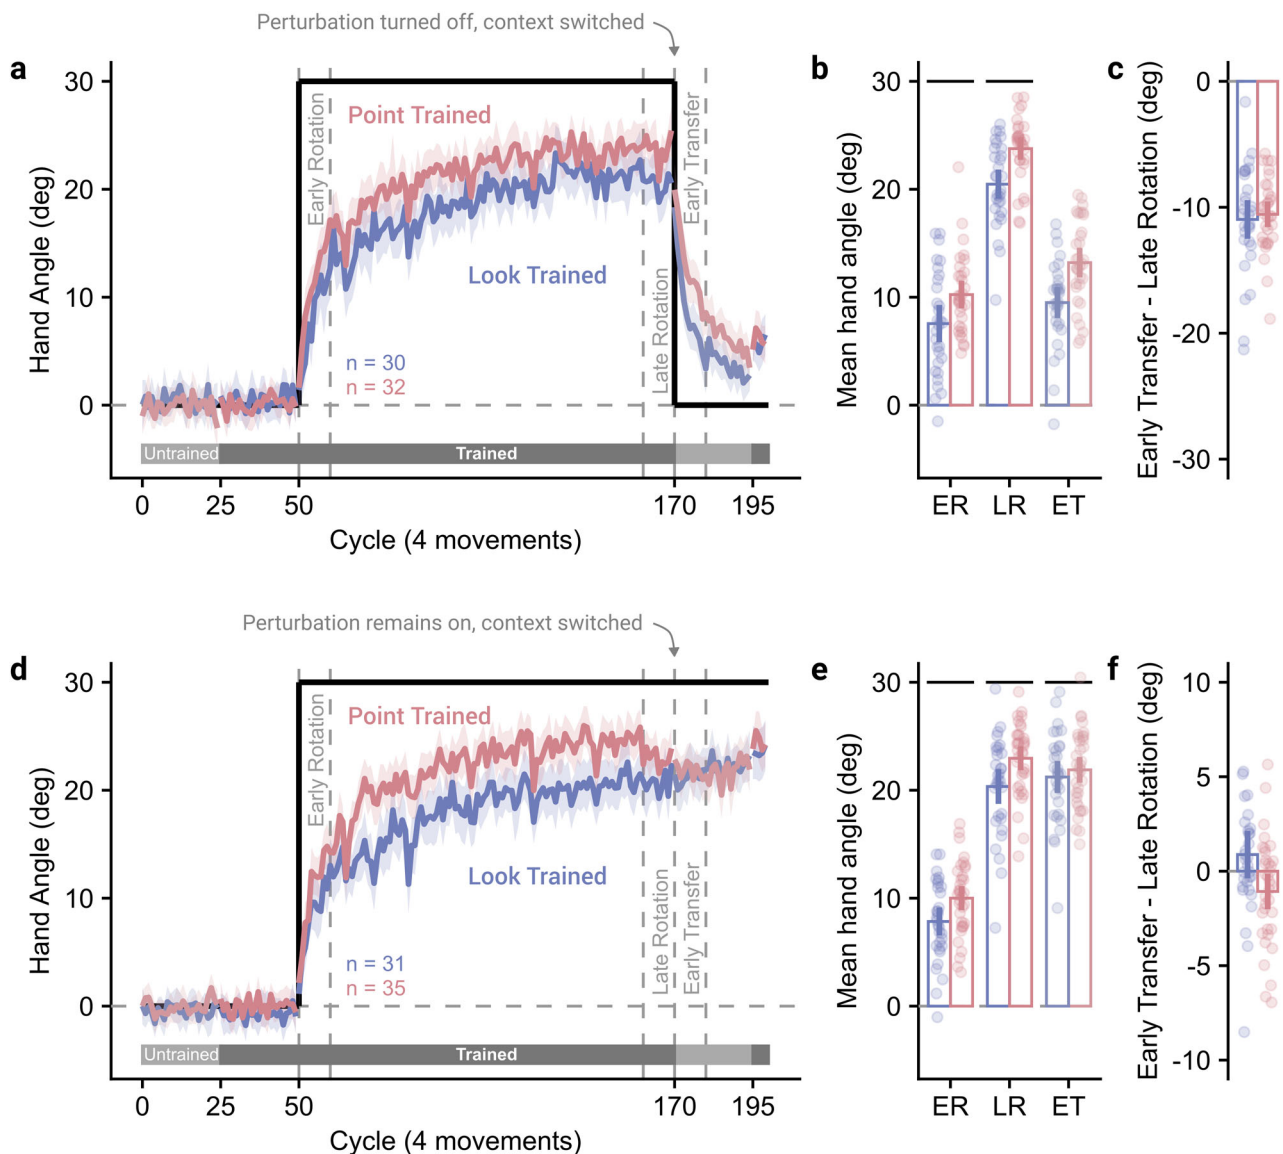 Perturbation turned off, context switched
a
30
20
10
0
Hand Angle (deg)
Early Rotation
Point Trained
Look Trained
n = 30
n = 32
Late Rotation
Early Transfer
Untrained
Trained
0
25
50
170
195
Cycle (4 movements)
b
30
20
10
0
Mean hand angle (deg)
ER
LR
ET
c
0
-10
-20
-30
Early Transfer - Late Rotation (deg)
Perturbation remains on, context switched
d
30
20
10
0
Hand Angle (deg)
Early Rotation
Point Trained
Look Trained
n = 31
n = 35
Late Rotation
Early Transfer
Untrained
Trained
0
25
50
170
195
Cycle (4 movements)
e
30
20
10
0
Mean hand angle (deg)
ER
LR
ET
f
10
5
0
-5
-10
Early Transfer - Late Rotation (deg)